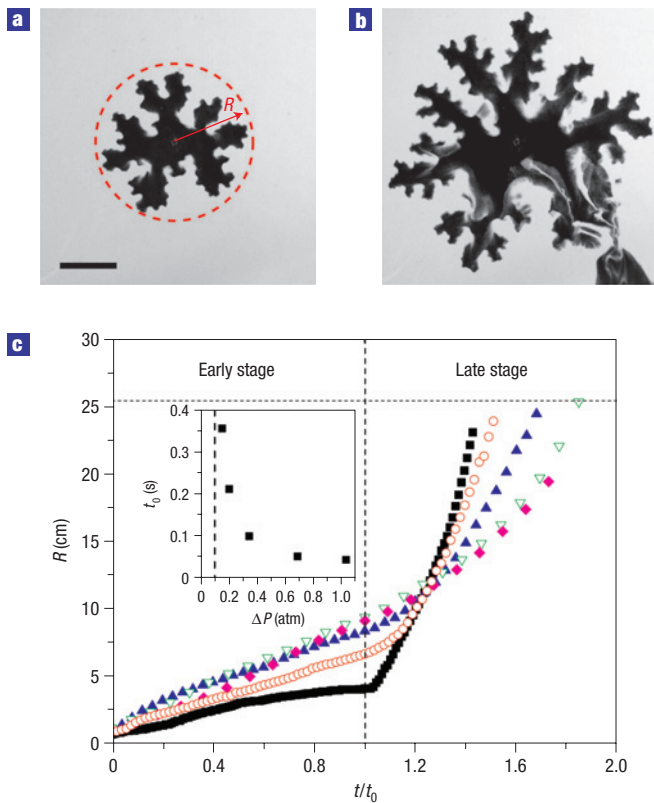 a
b
R
c
30
25
20
15
10
5
0
R (cm)
Early stage
Late stage
0.4
0.3
0.2
0.1
0
t0 (s)
0 0.2 0.4 0.6 0.8 1.0
ΔP (atm)
0 0.4 0.8 1.2 1.6 2.0
t/t0